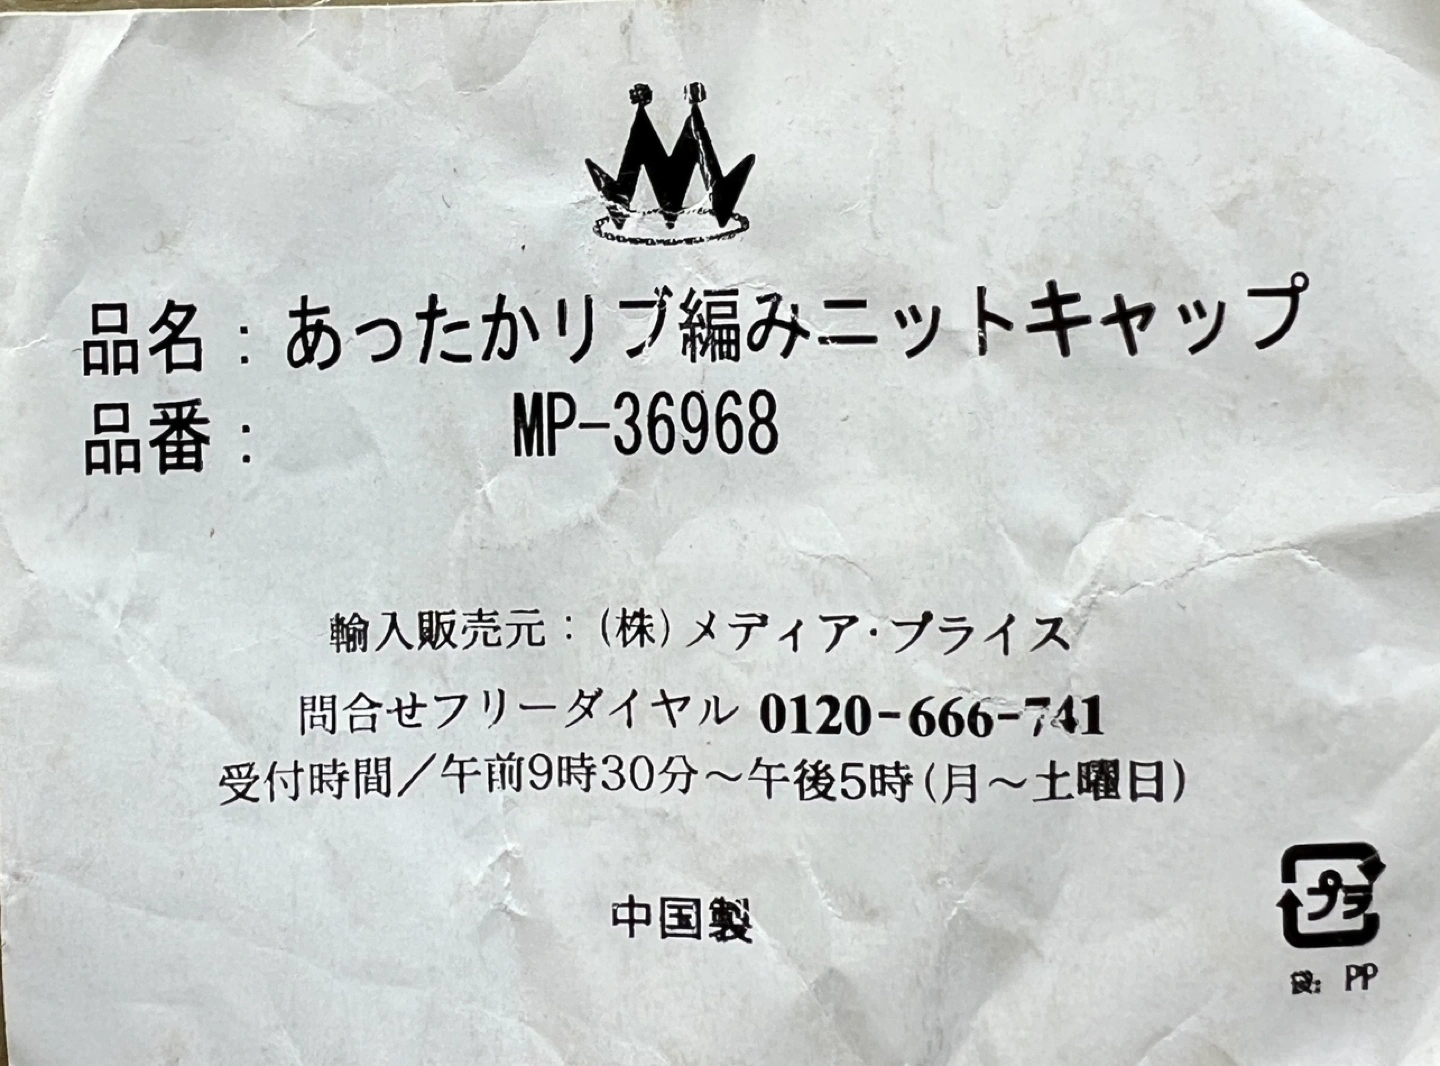 品名：あったかリブ編みニットキャップ
品番： MP-36968
輸入販売元：(株)メディア・プライス
問合せフリーダイヤル 0120-666-741
受付時間／午前9時30分～午後5時(月～土曜日)
中国製
プラ
袋: PP